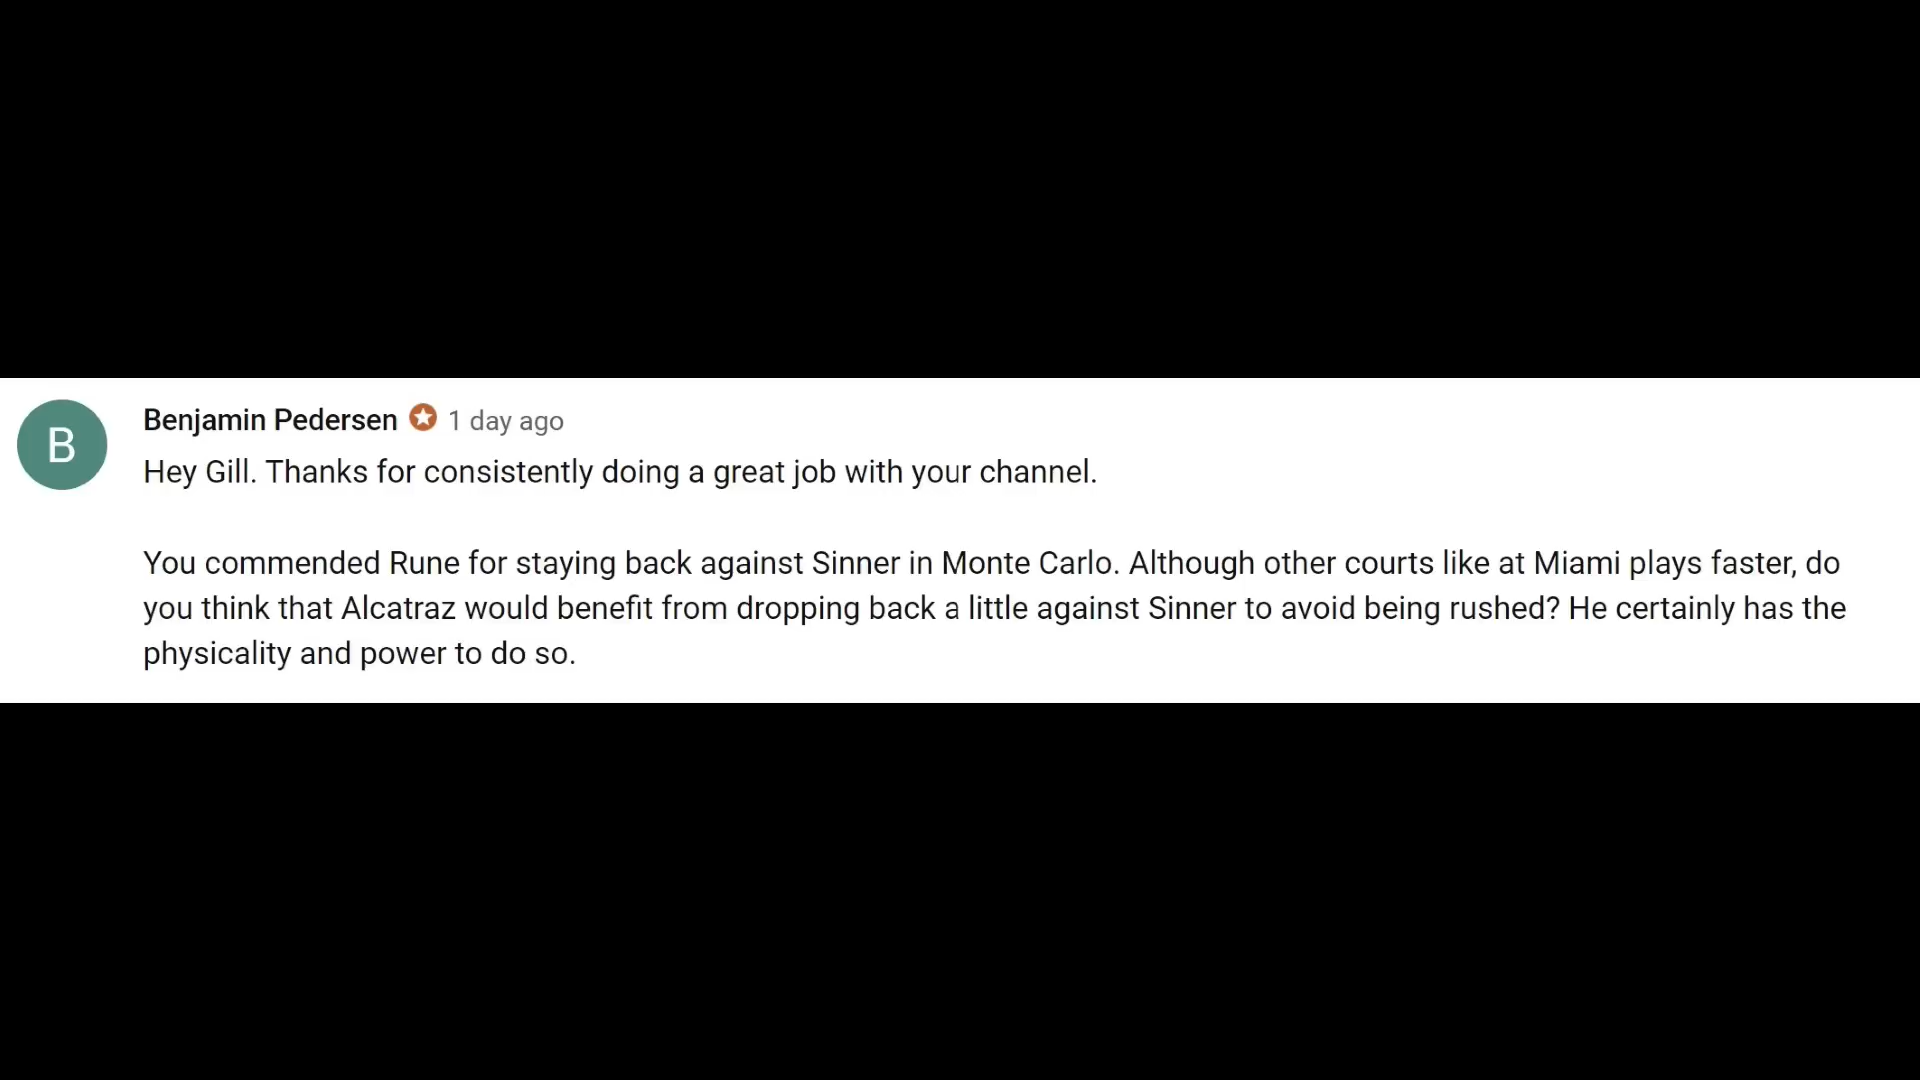 B
Benjamin Pedersen 1 day ago
Hey Gill. Thanks for consistently doing a great job with your channel.
You commended Rune for staying back against Sinner in Monte Carlo. Although other courts like at Miami plays faster, do
you think that Alcatraz would benefit from dropping back a little against Sinner to avoid being rushed? He certainly has the
physicality and power to do so.